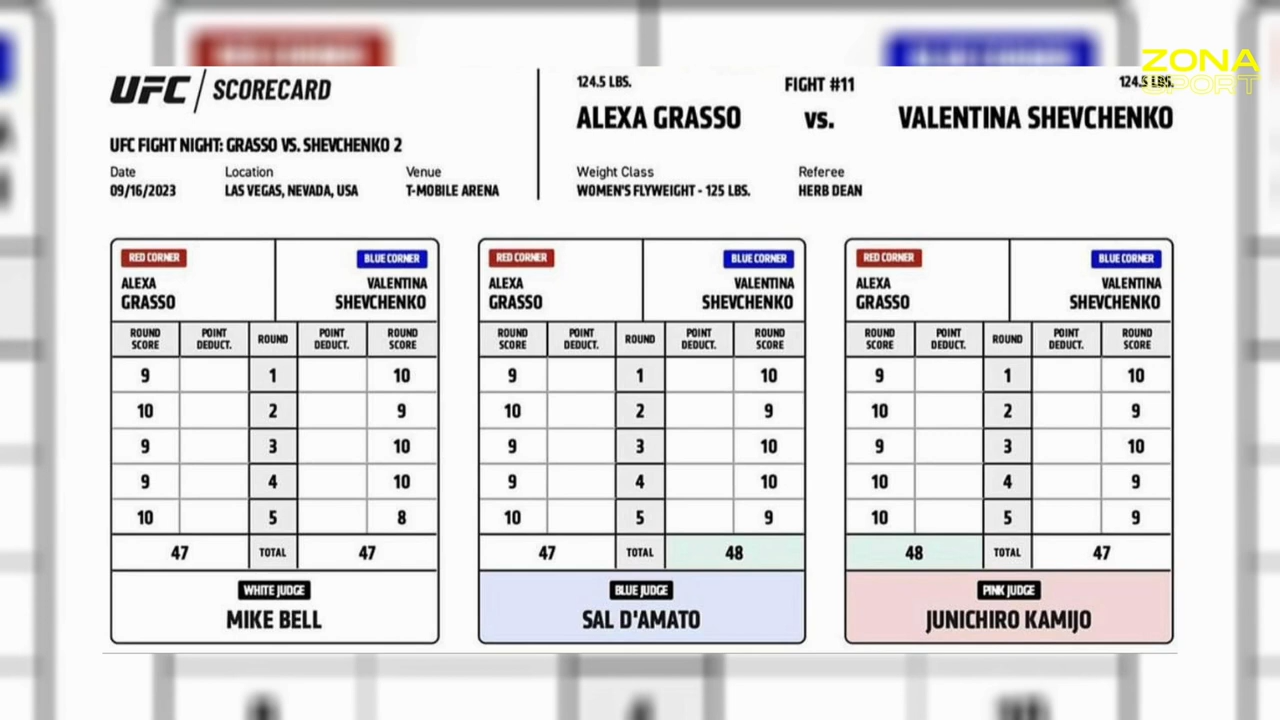 ZONA
SPORT
UFC / SCORECARD
UFC FIGHT NIGHT: GRASSO VS. SHEVCHENKO 2
Date Location Venue
09/16/2023 LAS VEGAS, NEVADA, USA T-MOBILE ARENA
124.5 LBS. FIGHT #11 124.5 LBS.
ALEXA GRASSO VS. VALENTINA SHEVCHENKO
Weight Class Referee
WOMEN'S FLYWEIGHT - 125 LBS. HERB DEAN
RED CORNER BLUE CORNER
ALEXA VALENTINA
GRASSO SHEVCHENKO
ROUND POINT ROUND POINT ROUND
SCORE DEDUCT. DEDUCT. SCORE
9 1 10
10 2 9
9 3 10
9 4 10
10 5 8
47 TOTAL 47
WHITE JUDGE
MIKE BELL
RED CORNER BLUE CORNER
ALEXA VALENTINA
GRASSO SHEVCHENKO
ROUND POINT ROUND POINT ROUND
SCORE DEDUCT. DEDUCT. SCORE
9 1 10
10 2 9
9 3 10
9 4 10
10 5 9
47 TOTAL 48
BLUE JUDGE
SAL D'AMATO
RED CORNER BLUE CORNER
ALEXA VALENTINA
GRASSO SHEVCHENKO
ROUND POINT ROUND POINT ROUND
SCORE DEDUCT. DEDUCT. SCORE
9 1 10
10 2 9
9 3 10
10 4 9
10 5 9
48 TOTAL 47
PINK JUDGE
JUNICHIRO KAMIJO